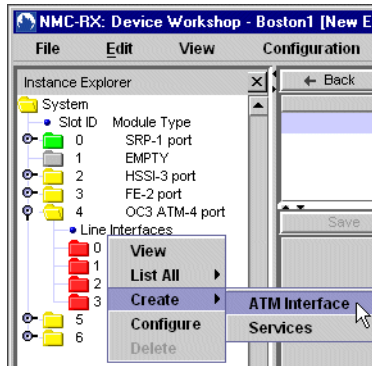 NMC-RX: Device Workshop - Boston1 [New E
File Edit View Configuration
Instance Explorer X Back
System
Slot ID Module Type
0 SRP-1 port
1 EMPTY
2 HSSI-3 port
3 FE-2 port
4 OC3 ATM-4 port
Save
Line Interfaces
0 View
1 List All
2 Create ATM Interface
3 Configure Services
5 Delete
6